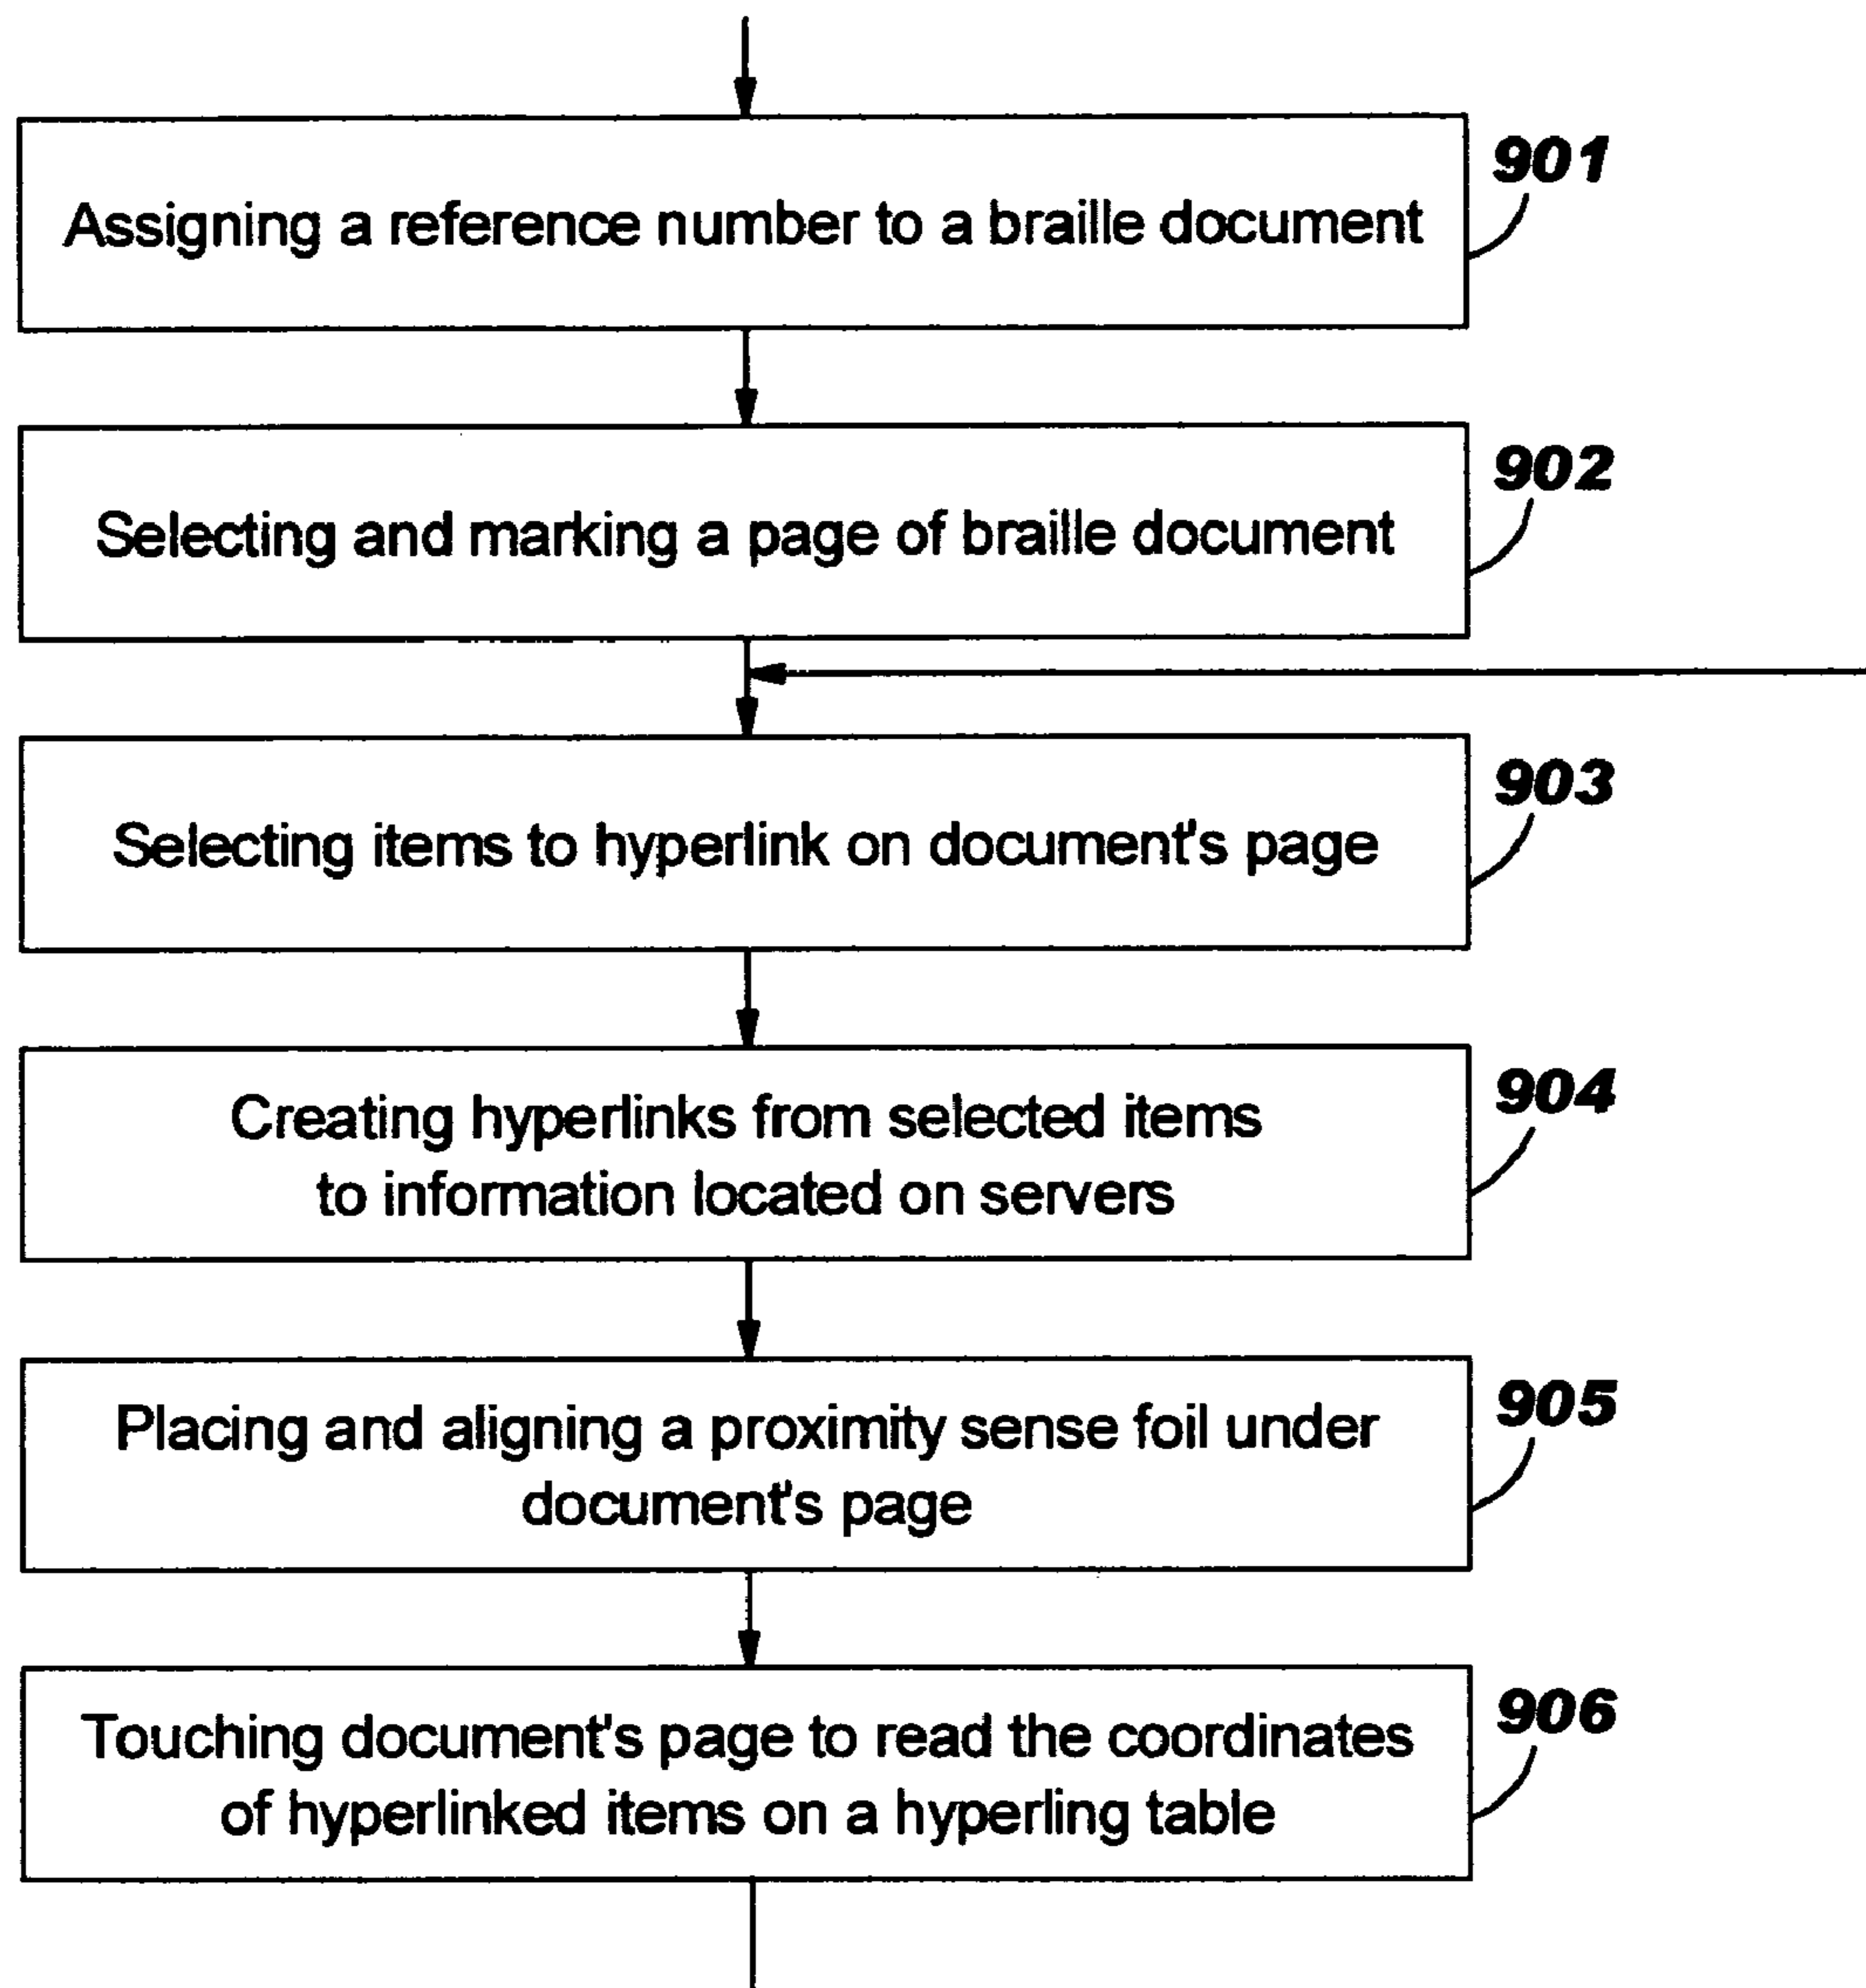 Assigning a reference number to a braille document
901
Selecting and marking a page of braille document
902
Selecting items to hyperlink on document's page
903
Creating hyperlinks from selected items
to information located on servers
904
Placing and aligning a proximity sense foil under
document's page
905
Touching document's page to read the coordinates
of hyperlinked items on a hyperling table
906